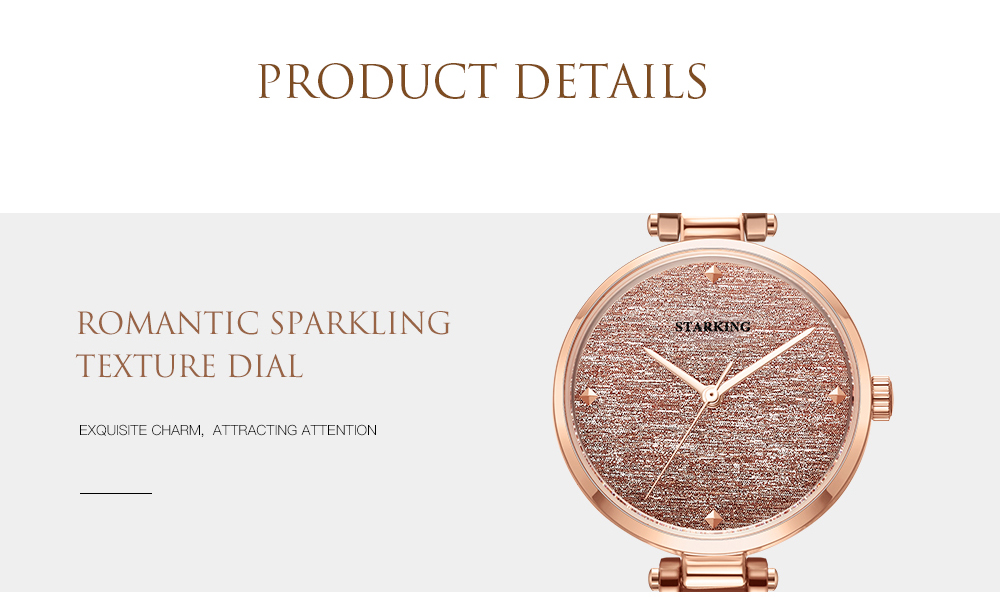 PRODUCT DETAILS
ROMANTIC SPARKLING
TEXTURE DIAL
EXQUISITE CHARM, ATTRACTING ATTENTION
STARKING